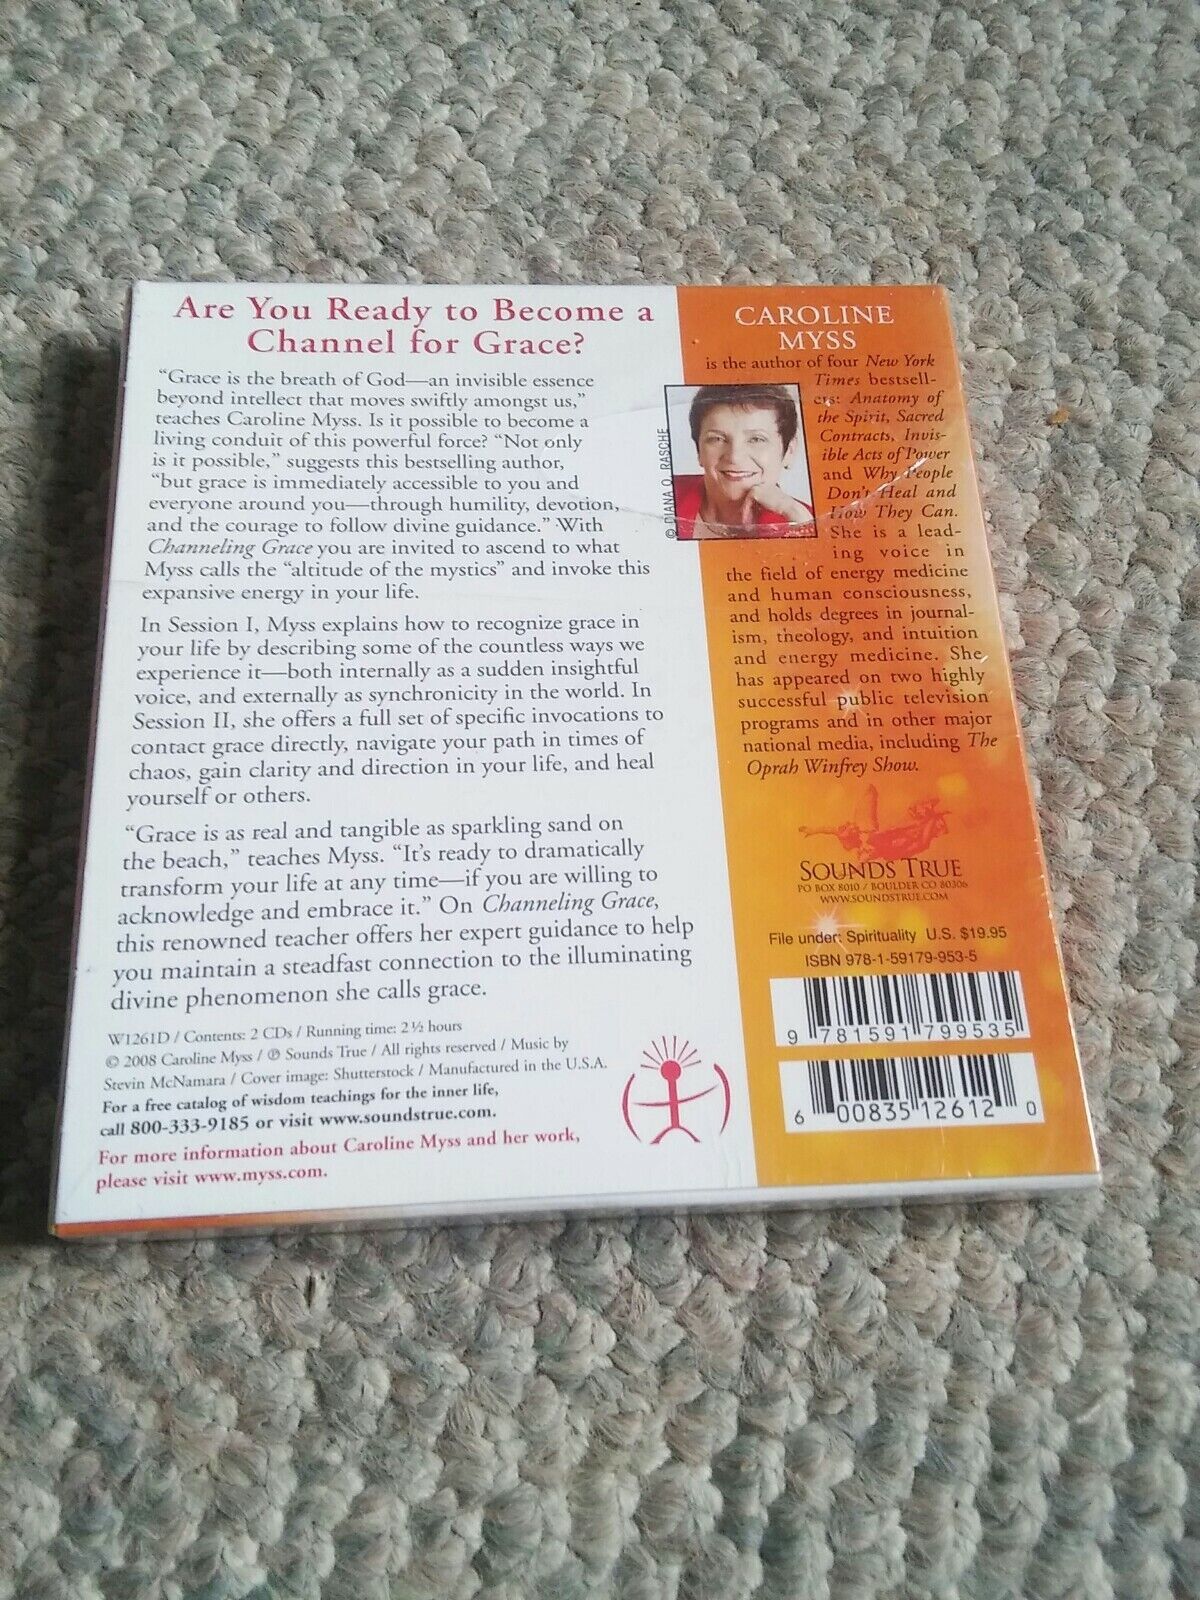 Are You Ready to Become a
Channel for Grace?
“Grace is the breath of God—an invisible essence
beyond intellect that moves swiftly amongst us,”
teaches Caroline Myss. Is it possible to become a
living conduit of this powerful force? “Not only
is it possible,” suggests this bestselling author,
“but grace is immediately accessible to you and
everyone around you—through humility, devotion,
and the courage to follow divine guidance.” With
Channeling Grace you are invited to ascend to what
Myss calls the “altitude of the mystics” and invoke this
expansive energy in your life.
In Session I, Myss explains how to recognize grace in
your life by describing some of the countless ways we
experience it—both internally as a sudden insightful
voice, and externally as synchronicity in the world. In
Session II, she offers a full set of specific invocations to
contact grace directly, navigate your path in times of
chaos, gain clarity and direction in your life, and heal
yourself or others.
“Grace is as real and tangible as sparkling sand on
the beach,” teaches Myss. “It’s ready to dramatically
transform your life at any time—if you are willing to
acknowledge and embrace it.” On Channeling Grace,
this renowned teacher offers her expert guidance to help
you maintain a steadfast connection to the illuminating
divine phenomenon she calls grace.
W1261D / Contents: 2 CDs / Running time: 2 ½ hours
© 2008 Caroline Myss / ℗ Sounds True / All rights reserved / Music by
Stevin McNamara / Cover image: Shutterstock / Manufactured in the U.S.A.
For a free catalog of wisdom teachings for the inner life,
call 800-333-9185 or visit www.soundstrue.com.
For more information about Caroline Myss and her work,
please visit www.myss.com.
CAROLINE
MYSS
is the author of four New York
Times bestsell-
ers: Anatomy of
the Spirit, Sacred
Contracts, Invis-
ible Acts of Power
and Why People
Don’t Heal and
How They Can.
She is a lead-
ing voice in
the field of energy medicine
and human consciousness,
and holds degrees in journal-
ism, theology, and intuition
and energy medicine. She
has appeared on two highly
successful public television
programs and in other major
national media, including The
Oprah Winfrey Show.
© DIANA O. RASCHE
SOUNDS TRUE
PO BOX 8010 / BOULDER CO 80306
WWW.SOUNDSTRUE.COM
File under: Spirituality U.S. $19.95
ISBN 978-1-59179-953-5
9 781591 799535
6 00835 12612 0